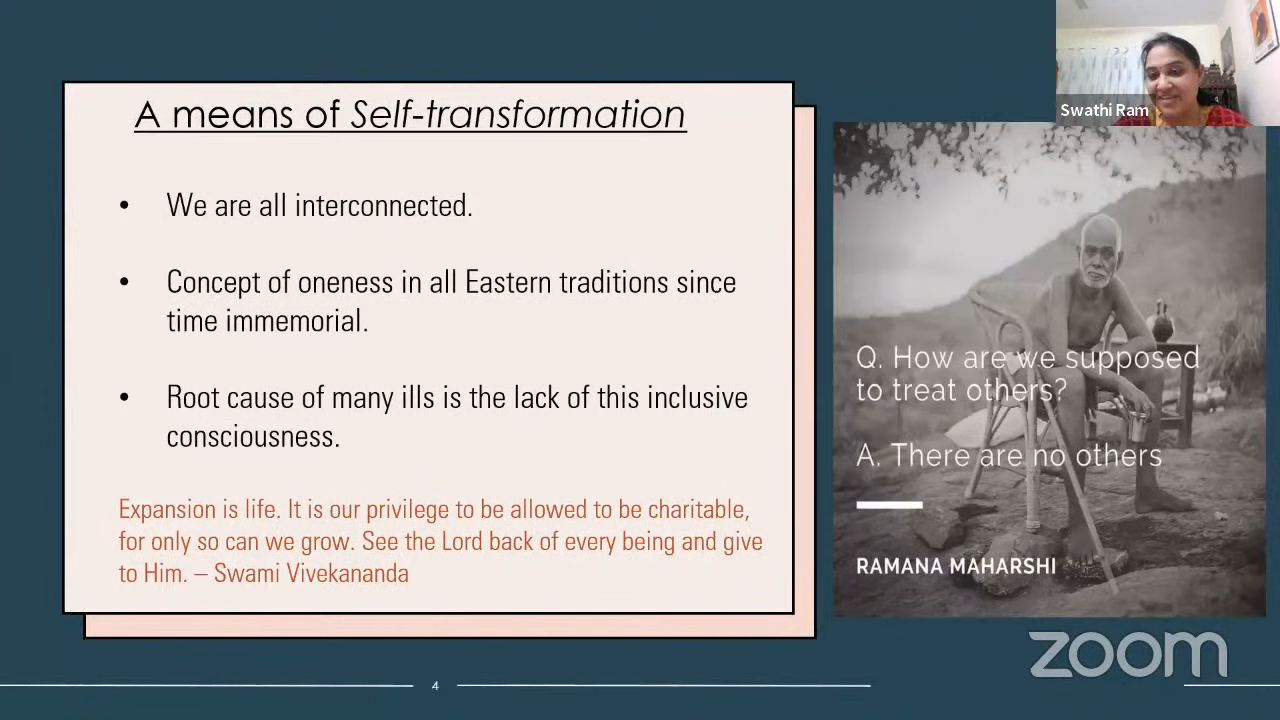 A means of Self-transformation
• We are all interconnected.
• Concept of oneness in all Eastern traditions since
time immemorial.
• Root cause of many ills is the lack of this inclusive
consciousness.
Expansion is life. It is our privilege to be allowed to be charitable,
for only so can we grow. See the Lord back of every being and give
to Him. – Swami Vivekananda
4
Swathi Ram
Q. How are we supposed
to treat others?
A. There are no others
RAMANA MAHARSHI
zoom